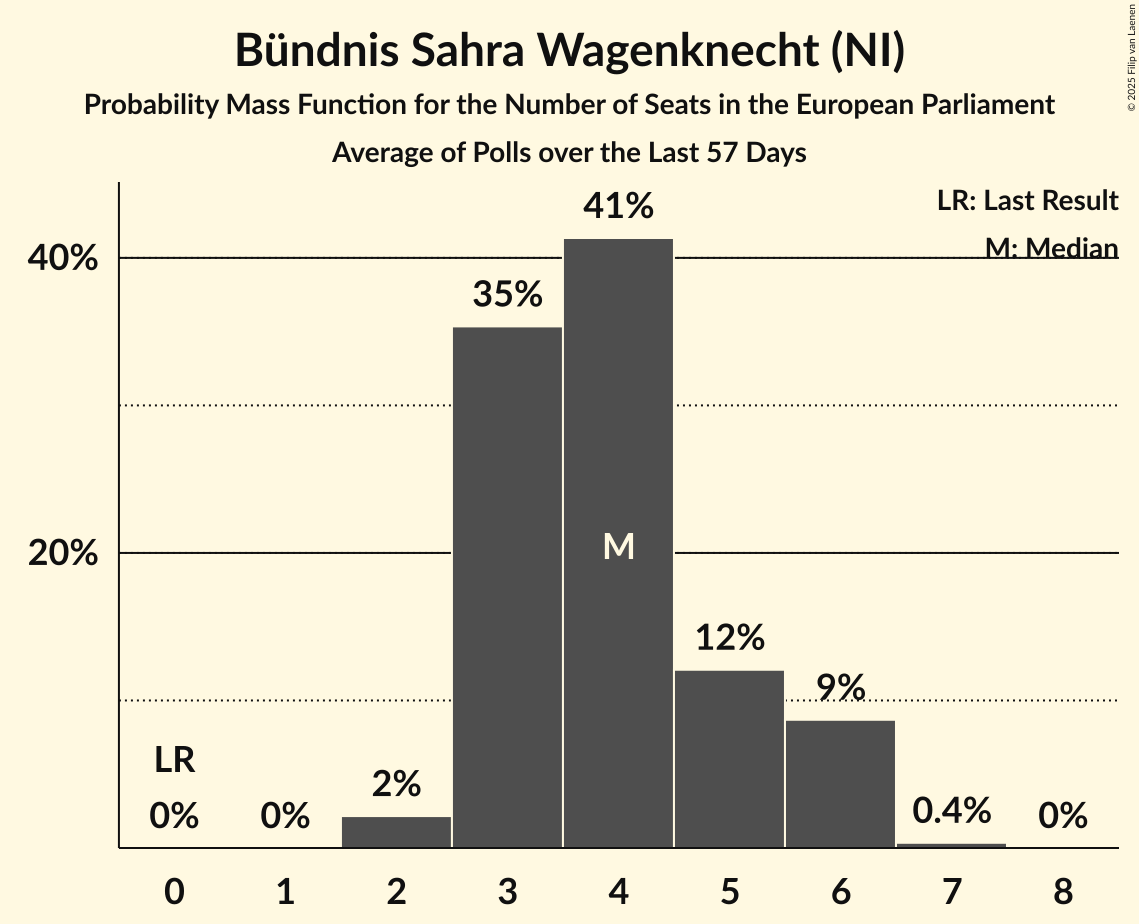 Bündnis Sahra Wagenknecht (NI)
Probability Mass Function for the Number of Seats in the European Parliament
Average of Polls over the Last 57 Days
© 2025 Filip van Laenen
LR: Last Result
M: Median
41%
40%
35%
M
20%
12%
9%
LR
2%
0%
0%
0.4%
0%
0 1 2 3 4 5 6 7 8